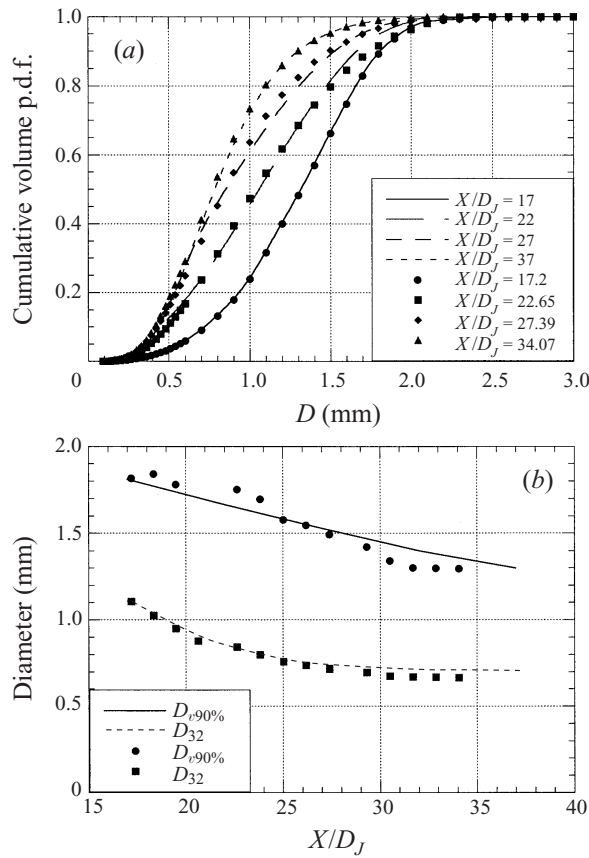 (a)
Cumulative volume p.d.f.
1.0
0.8
0.6
0.4
0.2
0
0.5
1.0
1.5
2.0
2.5
3.0
D (mm)
X/D_J = 17
X/D_J = 22
X/D_J = 27
X/D_J = 37
X/D_J = 17.2
X/D_J = 22.65
X/D_J = 27.39
X/D_J = 34.07
(b)
Diameter (mm)
2.0
1.5
1.0
0.5
0
15
20
25
30
35
40
X/D_J
D_v90%
D_32
D_v90%
D_32